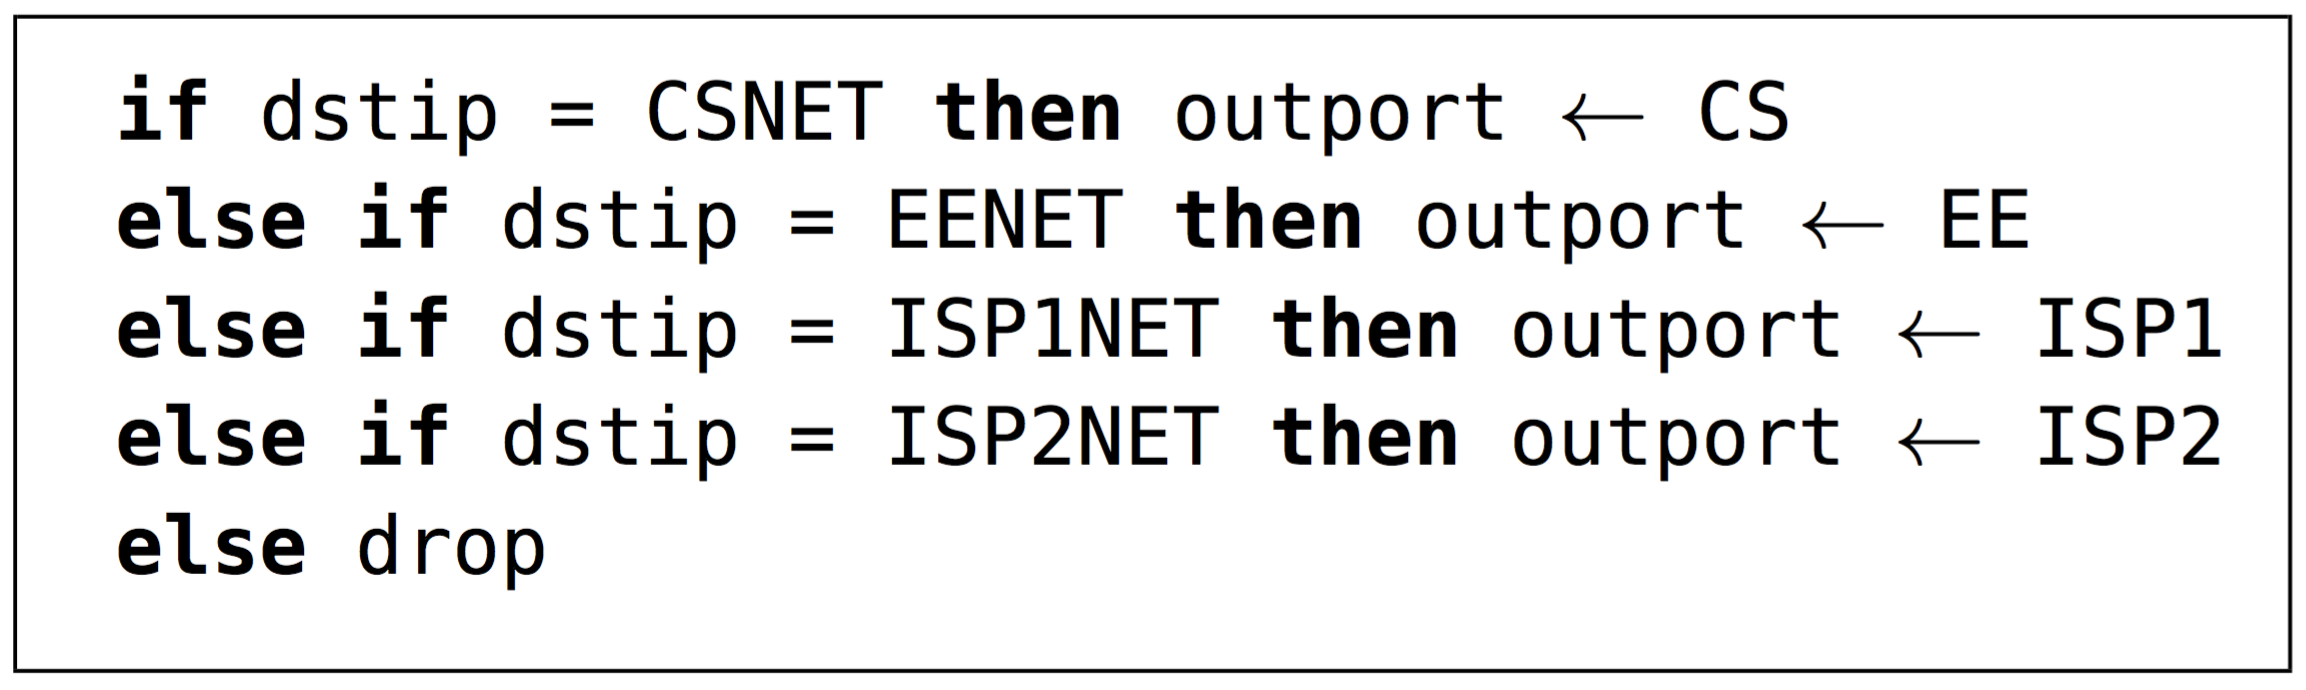 if dstip = CSNET then outport ← CS
else if dstip = EENET then outport ← EE
else if dstip = ISP1NET then outport ← ISP1
else if dstip = ISP2NET then outport ← ISP2
else drop